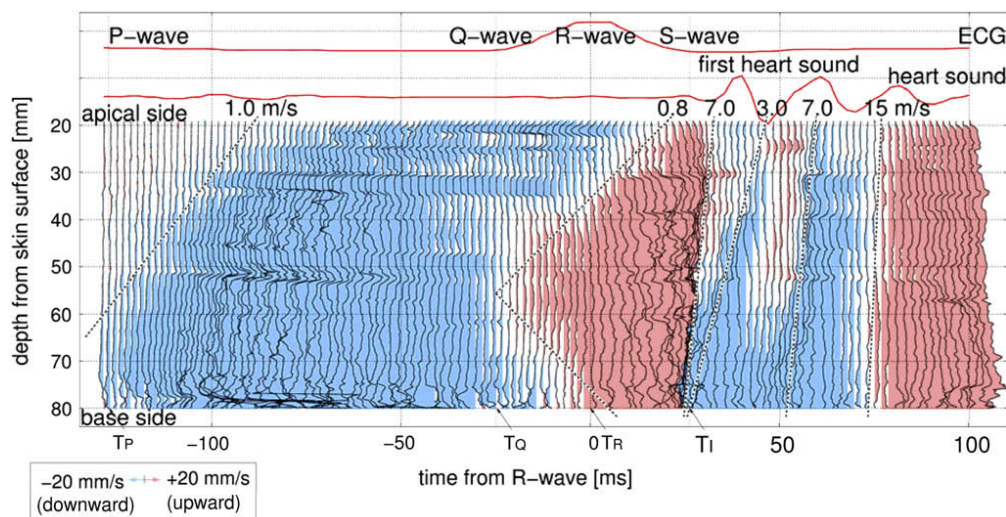 P−wave Q−wave R−wave S−wave ECG
first heart sound heart sound
1.0 m/s 0.8 7.0 3.0 7.0 15 m/s
apical side
20
30
40
50
60
70
80
depth from skin surface [mm]
base side
TP −100 −50 TQ 0 TR TI 50 100
time from R−wave [ms]
−20 mm/s +20 mm/s
(downward) (upward)